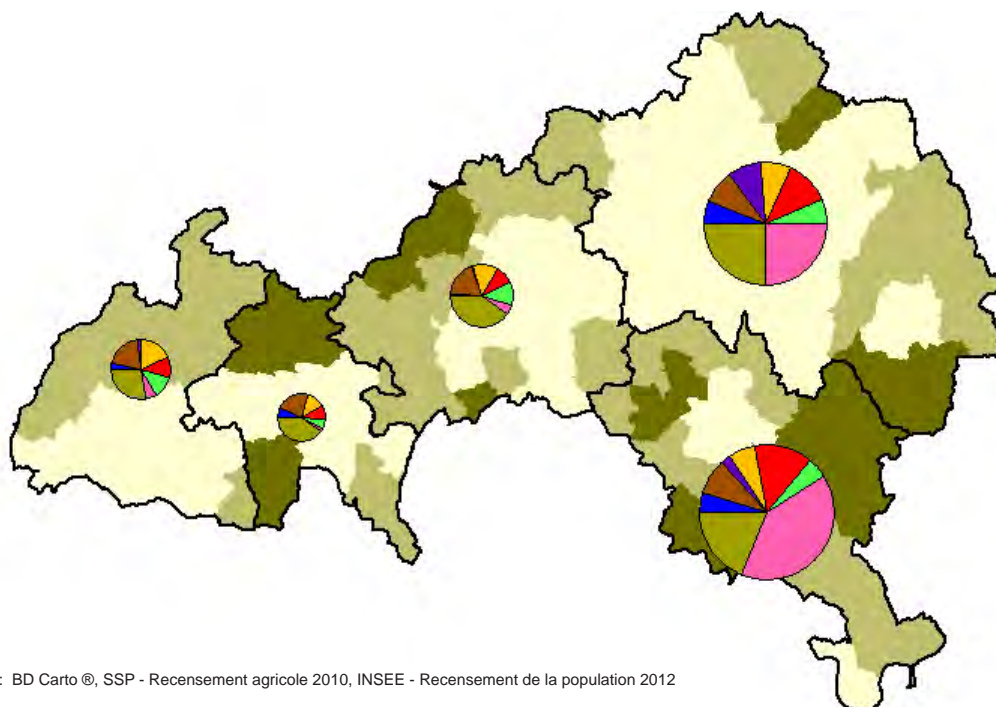 : BD Carto ®, SSP - Recensement agricole 2010, INSEE - Recensement de la population 2012